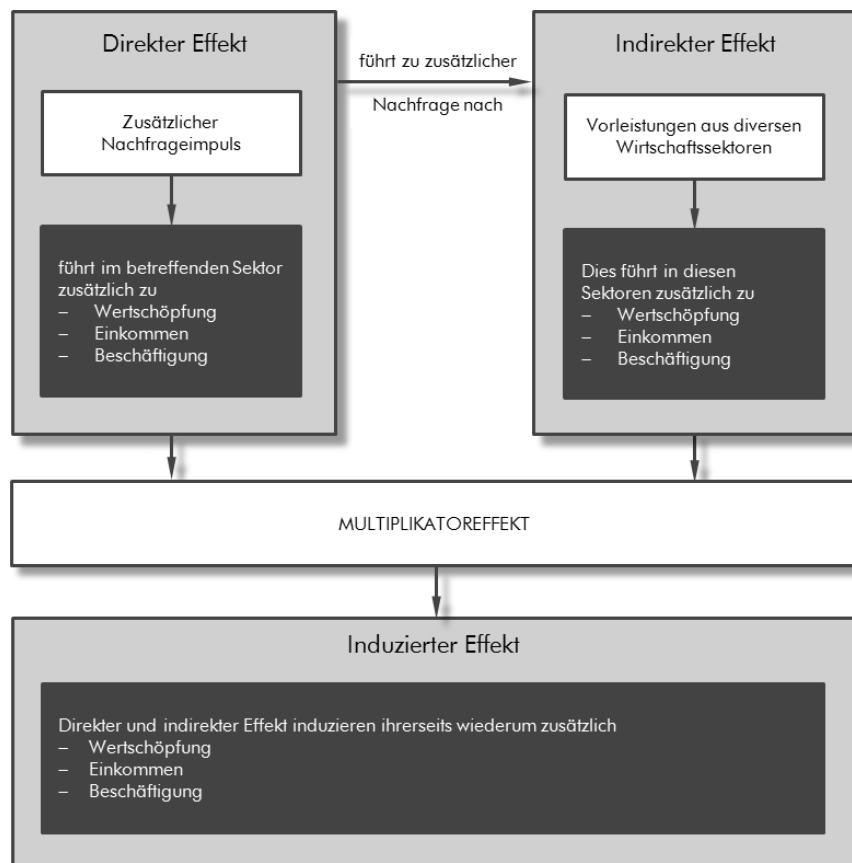 Direkter Effekt
Zusätzlicher
Nachfrageimpuls
führt im betreffenden Sektor
zusätzlich zu
– Wertschöpfung
– Einkommen
– Beschäftigung
führt zu zusätzlicher
Nachfrage nach
Indirekter Effekt
Vorleistungen aus diversen
Wirtschaftssektoren
Dies führt in diesen
Sektoren zusätzlich zu
– Wertschöpfung
– Einkommen
– Beschäftigung
MULTIPLIKATOREFFEKT
Induzierter Effekt
Direkter und indirekter Effekt induzieren ihrerseits wiederum zusätzlich
– Wertschöpfung
– Einkommen
– Beschäftigung